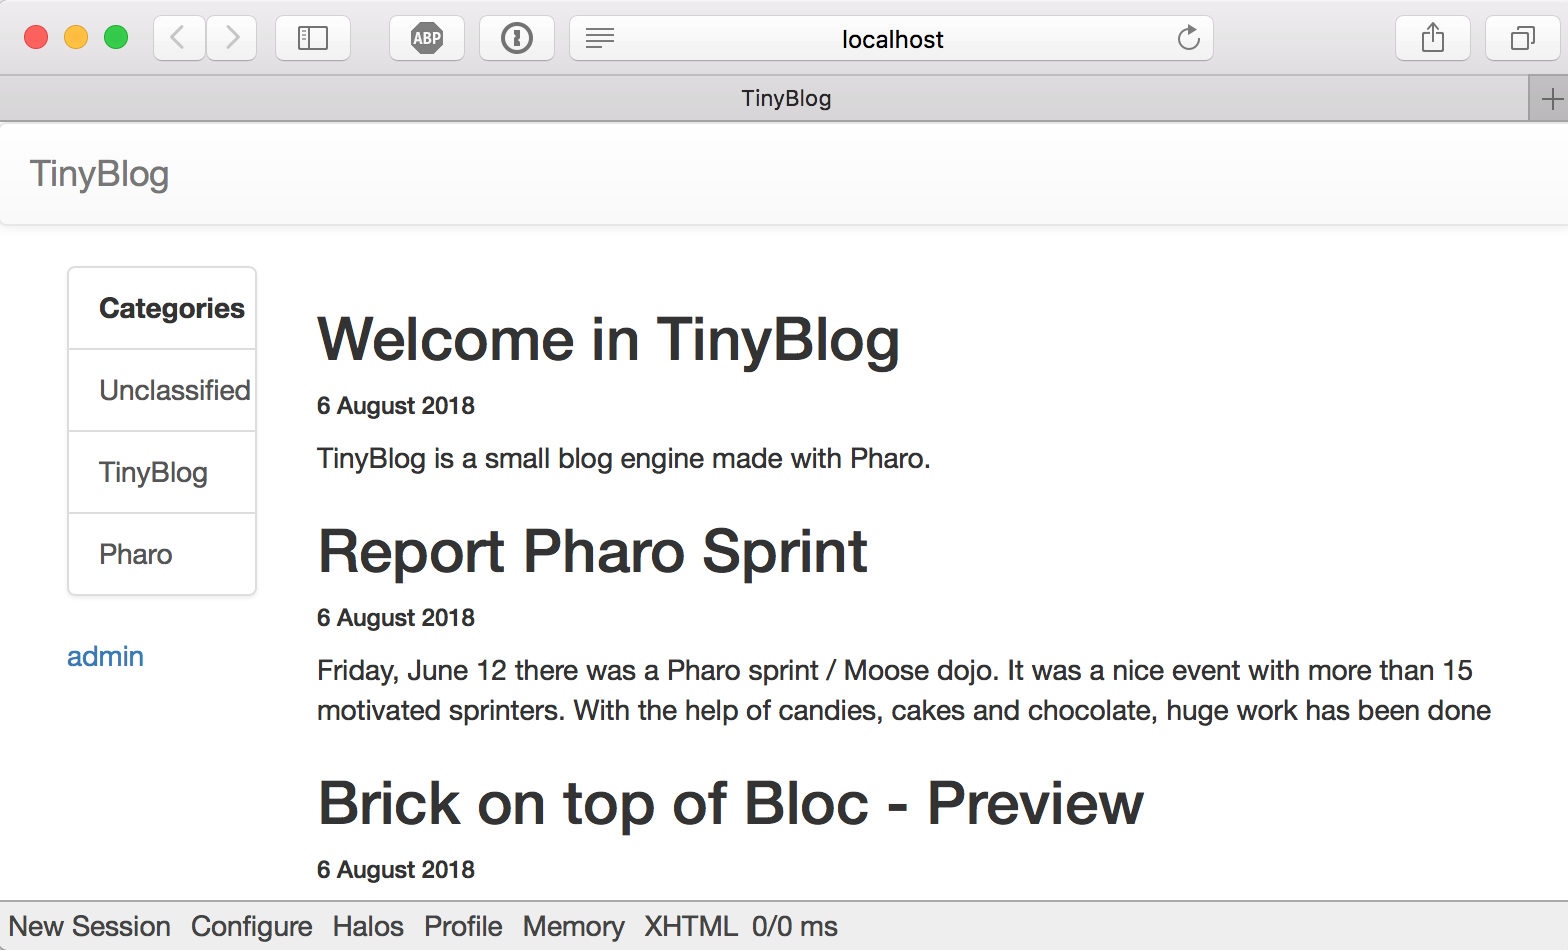 ABP
localhost
TinyBlog
TinyBlog
Categories
Unclassified
TinyBlog
Pharo
admin
Welcome in TinyBlog
6 August 2018
TinyBlog is a small blog engine made with Pharo.
Report Pharo Sprint
6 August 2018
Friday, June 12 there was a Pharo sprint / Moose dojo. It was a nice event with more than 15
motivated sprinters. With the help of candies, cakes and chocolate, huge work has been done
Brick on top of Bloc - Preview
6 August 2018
New Session Configure Halos Profile Memory XHTML 0/0 ms